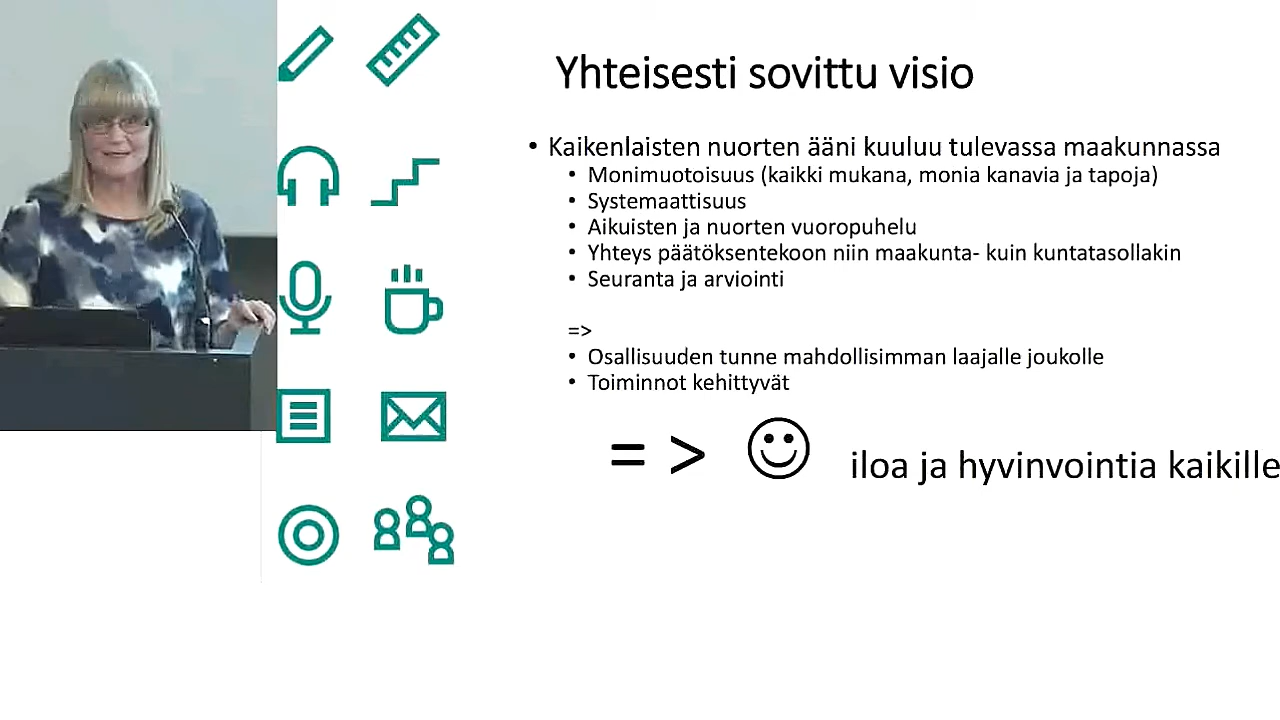 Yhteisesti sovittu visio
• Kaikenlaisten nuorten ääni kuuluu tulevassa maakunnassa
• Monimuotoisuus (kaikki mukana, monia kanavia ja tapoja)
• Systemaattisuus
• Aikuisten ja nuorten vuoropuhelu
• Yhteys päätöksentekoon niin maakunta- kuin kuntatasollakin
• Seuranta ja arviointi
=>
• Osallisuuden tunne mahdollisimman laajalle joukolle
• Toiminnot kehittyvät
= > ☺ iloa ja hyvinvointia kaikille